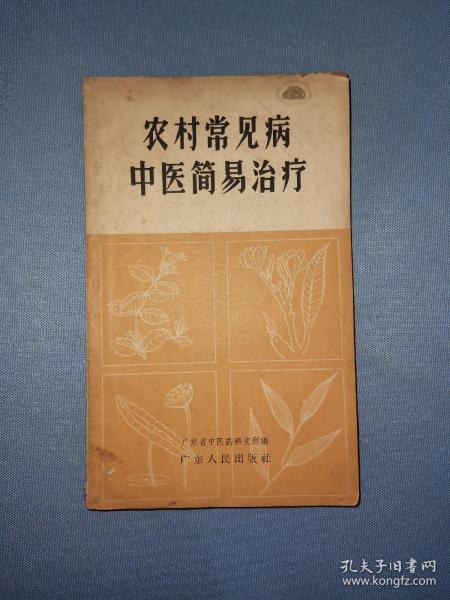 农村常见病
中医简易治疗
广东省中医药研究所编
广东人民出版社
孔夫子旧书网
www.kongfz.com